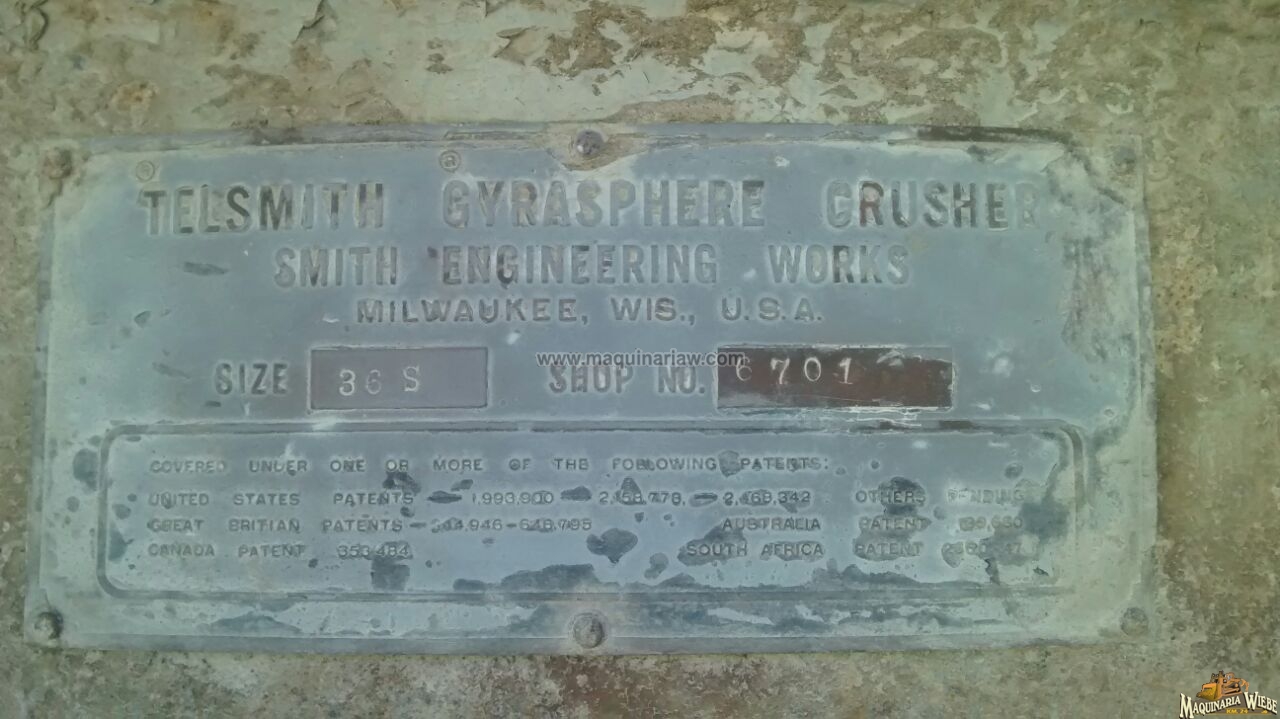 ® ®
TELSMITH GYRASPHERE CRUSHER
SMITH ENGINEERING WORKS
MILWAUKEE, WIS., U.S.A.
www.maquinariaw.com
SIZE 36 S SHOP NO. 6701
COVERED UNDER ONE OR MORE OF THE FOLLOWING PATENTS:
UNITED STATES PATENTS — 1,993,900 — — 2,468,342 OTHERS PENDING
GREAT BRITIAN PATENTS — AUSTRALIA PATENT
CANADA PATENT SOUTH AFRICA PATENT
MAQUINARIA WIEBE